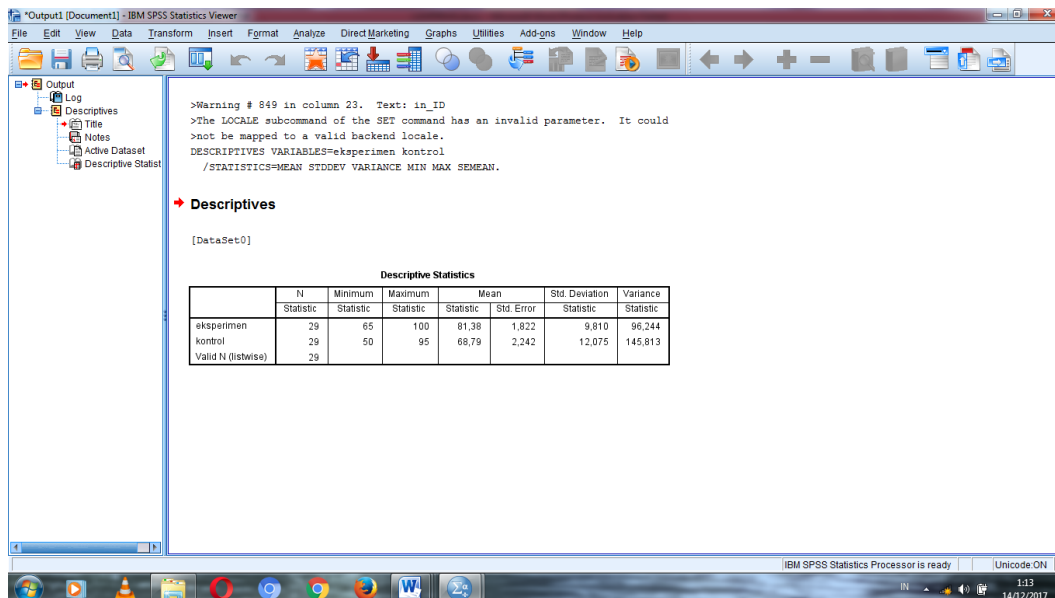 *Output1 [Document1] - IBM SPSS Statistics Viewer
File Edit View Data Transform Insert Format Analyze Direct Marketing Graphs Utilities Add-ons Window Help
Output
Log
Descriptives
Title
Notes
Active Dataset
Descriptive Statist
>Warning # 849 in column 23. Text: in_ID
>The LOCALE subcommand of the SET command has an invalid parameter. It could
>not be mapped to a valid backend locale.
DESCRIPTIVES VARIABLES=eksperimen kontrol
/STATISTICS=MEAN STDDEV VARIANCE MIN MAX SEMEAN.
Descriptives
[DataSet0]
Descriptive Statistics
N Minimum Maximum Mean Std. Deviation Variance
Statistic Statistic Statistic Statistic Std. Error Statistic Statistic
eksperimen 29 65 100 81,38 1,822 9,810 96,244
kontrol 29 50 95 68,79 2,242 12,075 145,813
Valid N (listwise) 29
IBM SPSS Statistics Processor is ready Unicode:ON
IN 1:13
14/12/2017